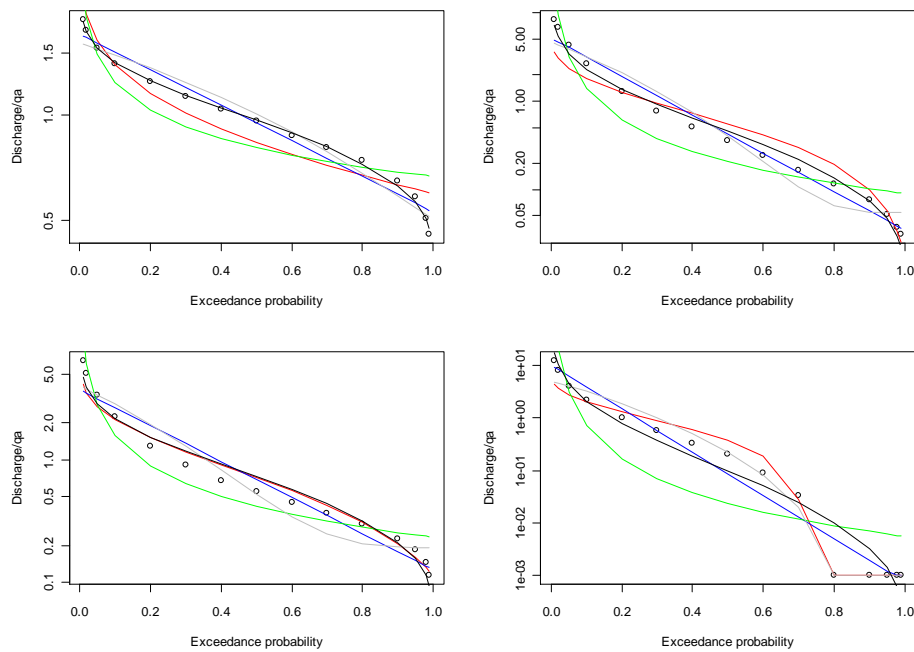 1.5
1.0
0.5
Discharge/qa
0.0 0.2 0.4 0.6 0.8 1.0
Exceedance probability
5.00
1.00
0.20
0.05
Discharge/qa
0.0 0.2 0.4 0.6 0.8 1.0
Exceedance probability
5.0
2.0
1.0
0.5
0.2
0.1
Discharge/qa
0.0 0.2 0.4 0.6 0.8 1.0
Exceedance probability
1e+01
1e+00
1e-01
1e-02
1e-03
Discharge/qa
0.0 0.2 0.4 0.6 0.8 1.0
Exceedance probability